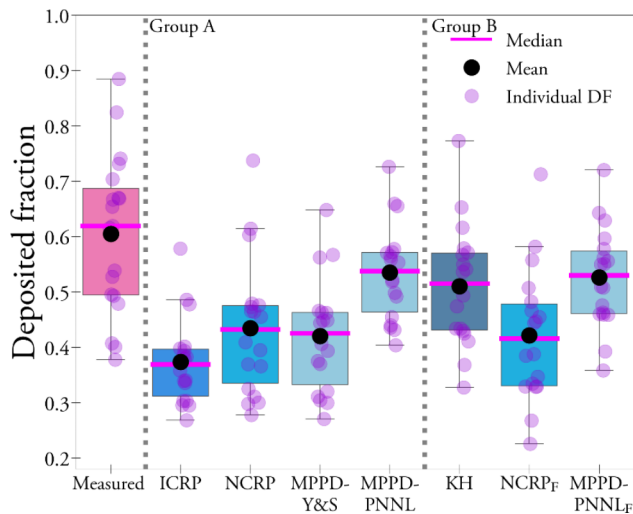 Group A
Group B
Median
Mean
Individual DF
Deposited fraction
1.0
0.9
0.8
0.7
0.6
0.5
0.4
0.3
0.2
Measured
ICRP
NCRP
MPPD-
Y&S
MPPD-
PNNL
KH
NCRPF
MPPD-
PNNLF